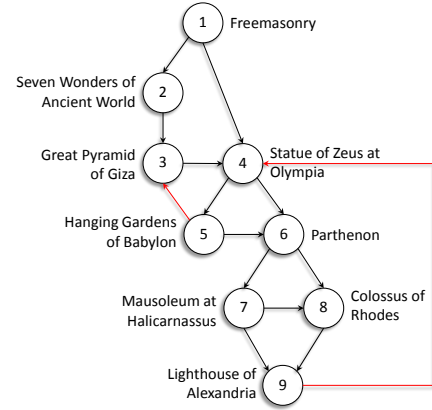 1 Freemasonry
Seven Wonders of
Ancient World
2
Great Pyramid
of Giza
3
4
Statue of Zeus at
Olympia
Hanging Gardens
of Babylon
5
6
Parthenon
Mausoleum at
Halicarnassus
7
8
Colossus of
Rhodes
Lighthouse of
Alexandria
9